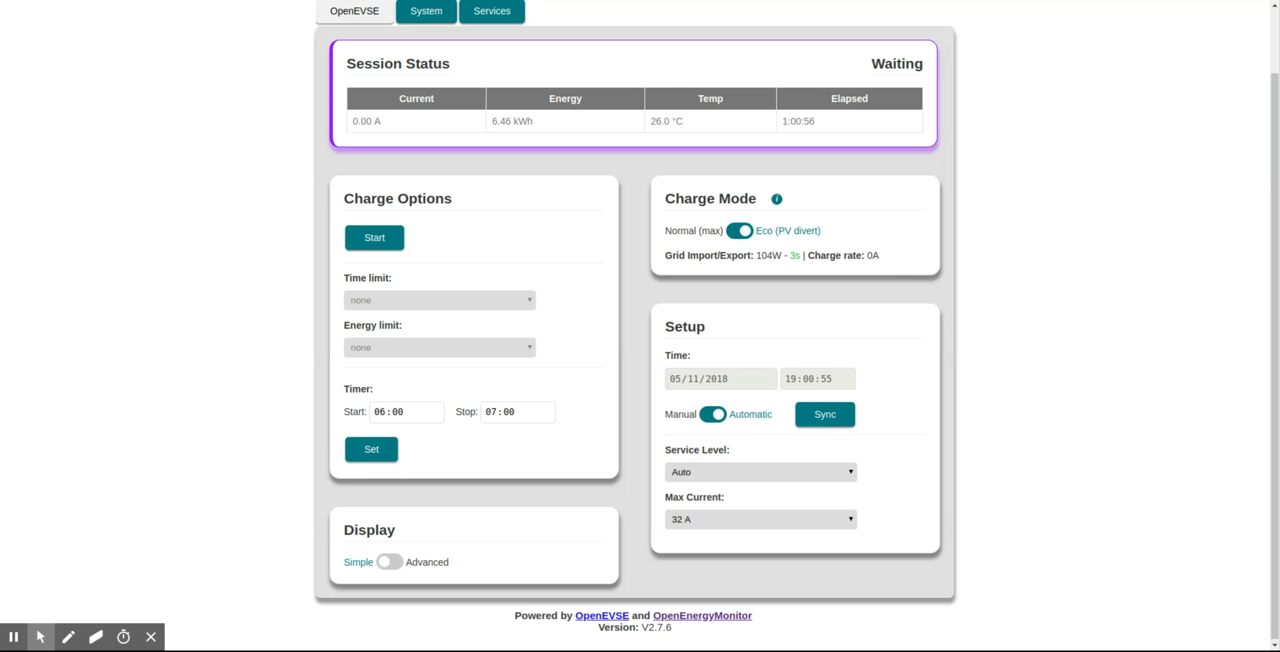 OpenEVSE System Services
Session Status Waiting
Current Energy Temp Elapsed
0.00 A 6.46 kWh 26.0 °C 1:00:56
Charge Options
Start
Time limit:
none
Energy limit:
none
Timer:
Start: 06:00 Stop: 07:00
Set
Display
Simple Advanced
Charge Mode i
Normal (max) Eco (PV divert)
Grid Import/Export: 104W - 3s | Charge rate: 0A
Setup
Time:
05/11/2018 19:00:55
Manual Automatic Sync
Service Level:
Auto
Max Current:
32 A
Powered by OpenEVSE and OpenEnergyMonitor
Version: V2.7.6